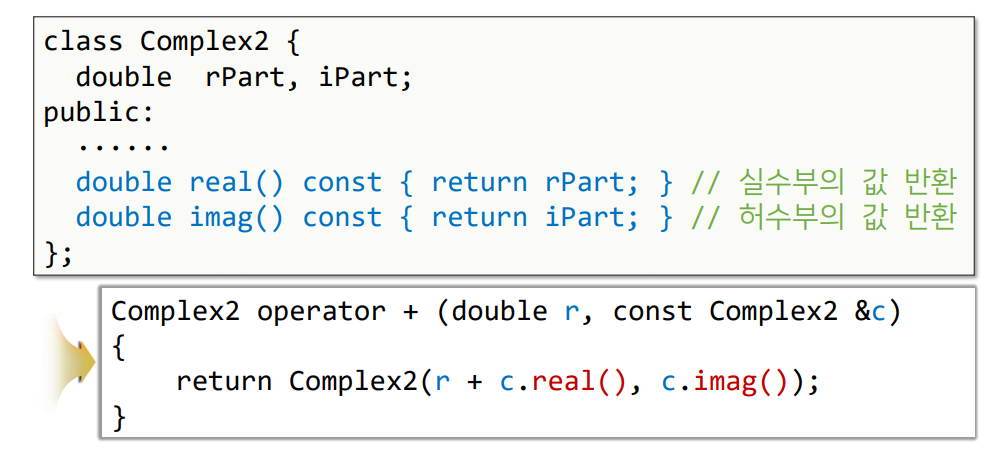 class Complex2 {
  double  rPart, iPart;
public:
  ······
  double real() const { return rPart; } // 실수부의 값 반환
  double imag() const { return iPart; } // 허수부의 값 반환
};
Complex2 operator + (double r, const Complex2 &c)
{
    return Complex2(r + c.real(), c.imag());
}